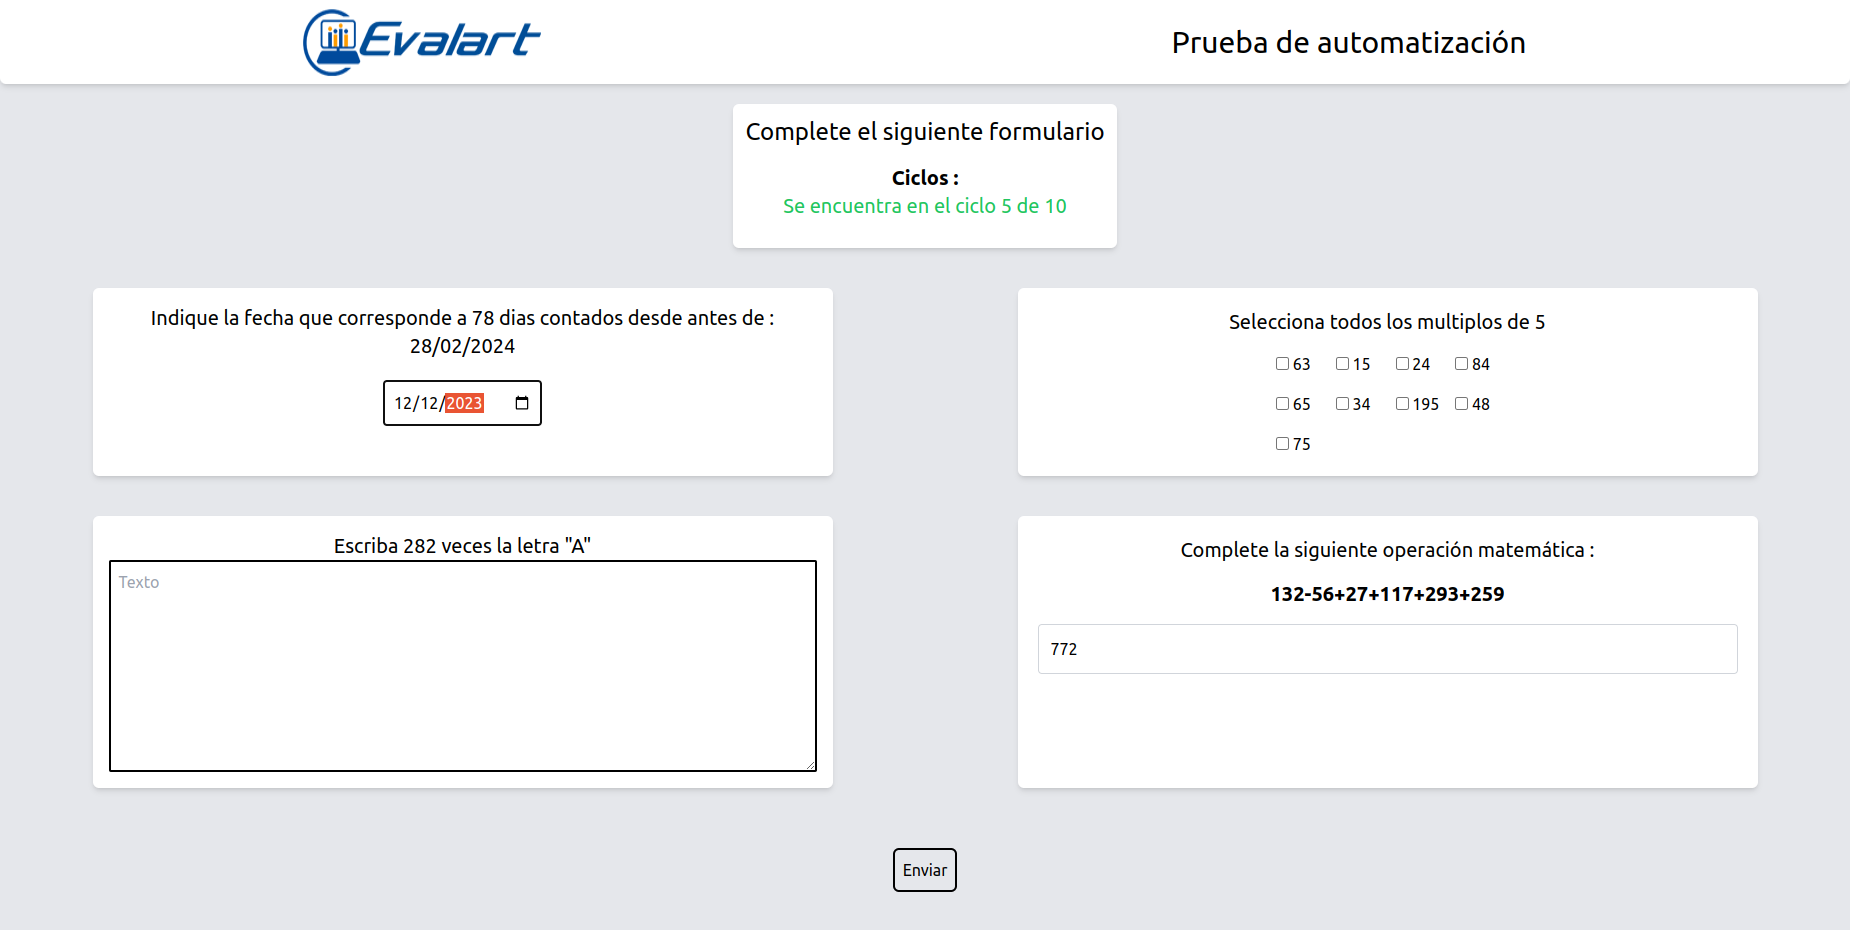 Evalart
Prueba de automatización
Complete el siguiente formulario
Ciclos :
Se encuentra en el ciclo 5 de 10
Indique la fecha que corresponde a 78 dias contados desde antes de :
28/02/2024
12/12/2023
Selecciona todos los multiplos de 5
63 15 24 84
65 34 195 48
75
Escriba 282 veces la letra "A"
Texto
Complete la siguiente operación matemática :
132-56+27+117+293+259
772
Enviar